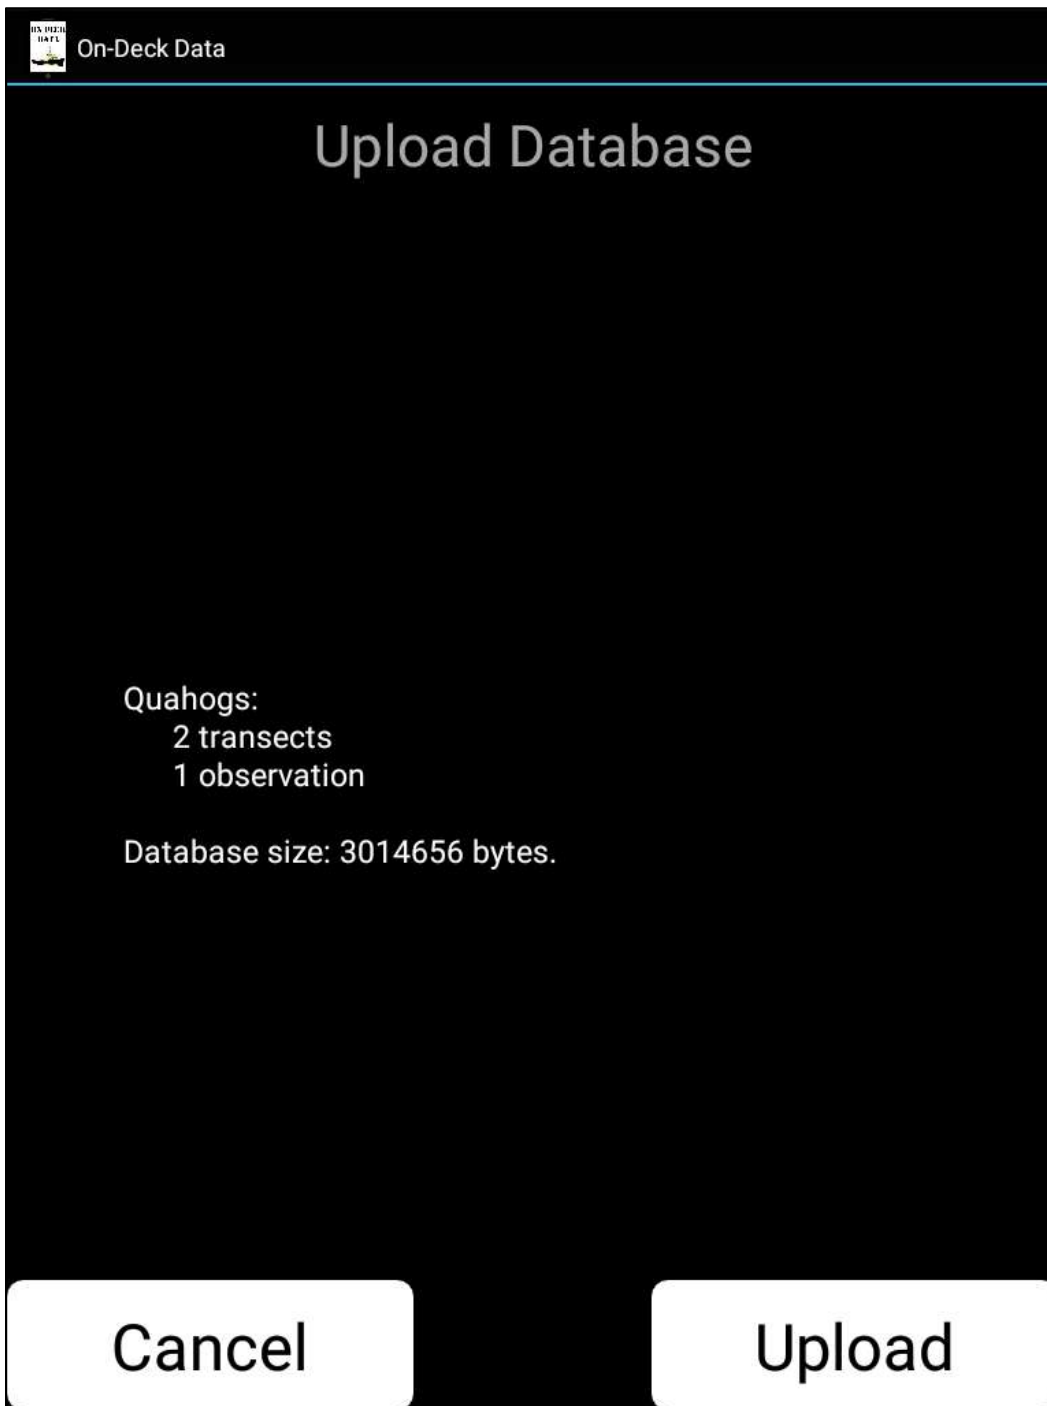 On-Deck Data
Upload Database
Quahogs:
2 transects
1 observation
Database size: 3014656 bytes.
Cancel
Upload